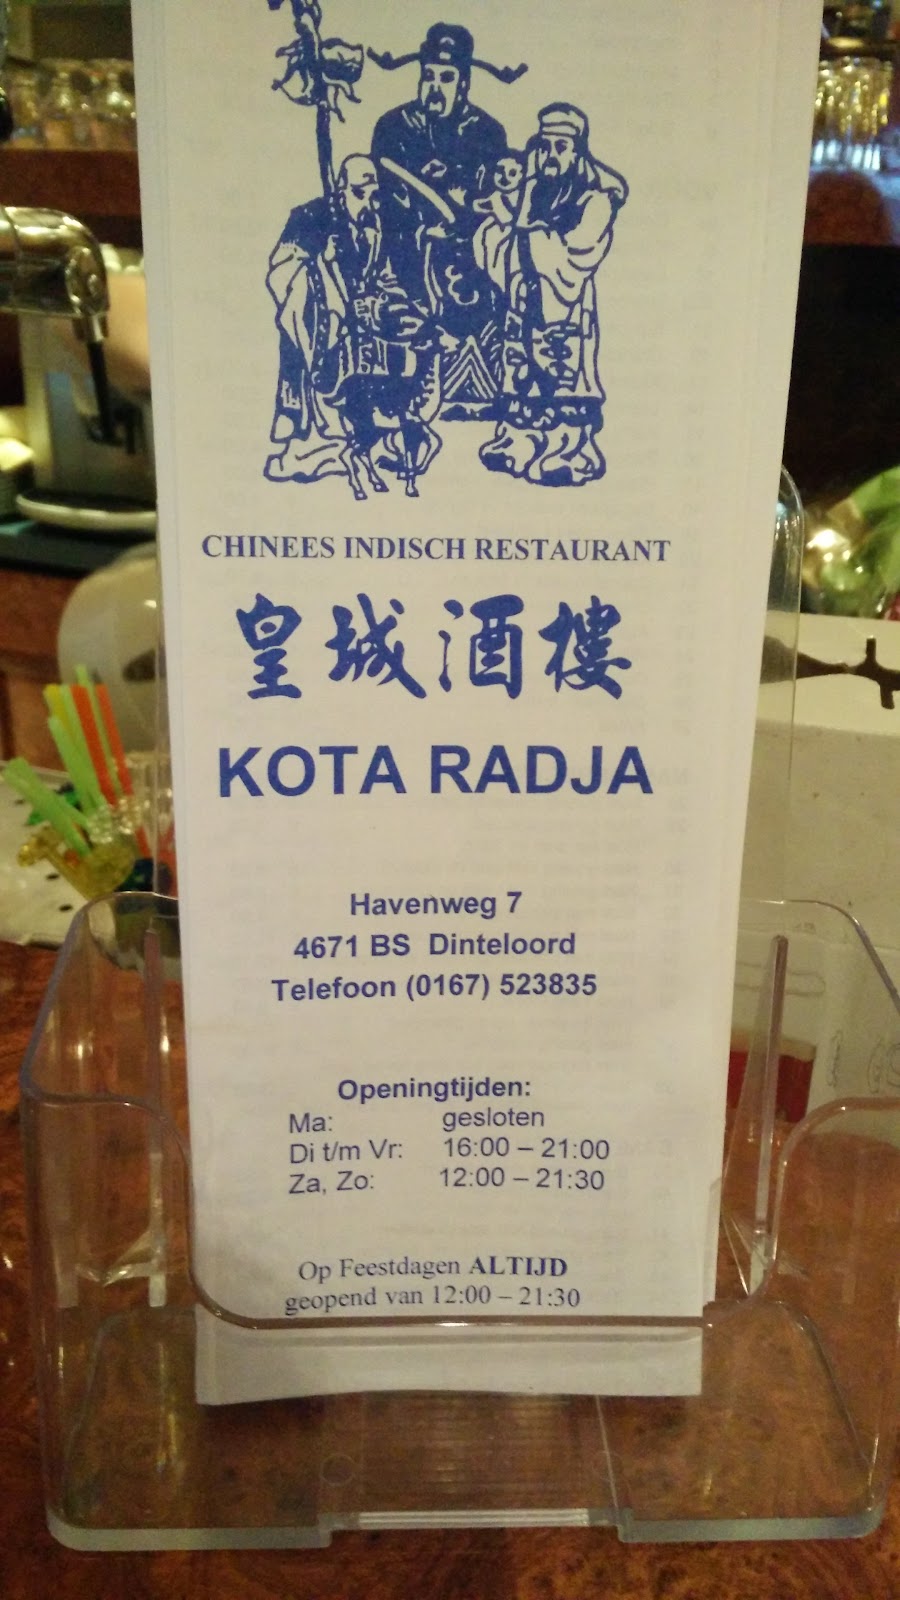 CHINEES INDISCH RESTAURANT
皇城酒樓
KOTA RADJA
Havenweg 7
4671 BS Dinteloord
Telefoon (0167) 523835
Openingtijden:
Ma: gesloten
Di t/m Vr: 16:00 – 21:00
Za, Zo: 12:00 – 21:30
Op Feestdagen ALTIJD
geopend van 12:00 – 21:30